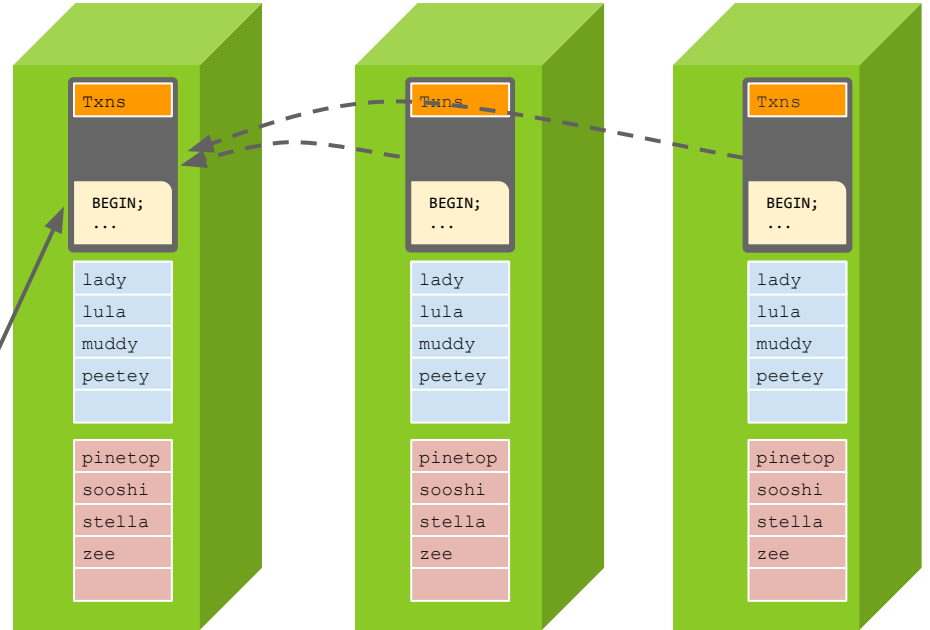 Txns
BEGIN;
...
lady
lula
muddy
peetey
pinetop
sooshi
stella
zee
Txns
BEGIN;
...
lady
lula
muddy
peetey
pinetop
sooshi
stella
zee
Txns
BEGIN;
...
lady
lula
muddy
peetey
pinetop
sooshi
stella
zee